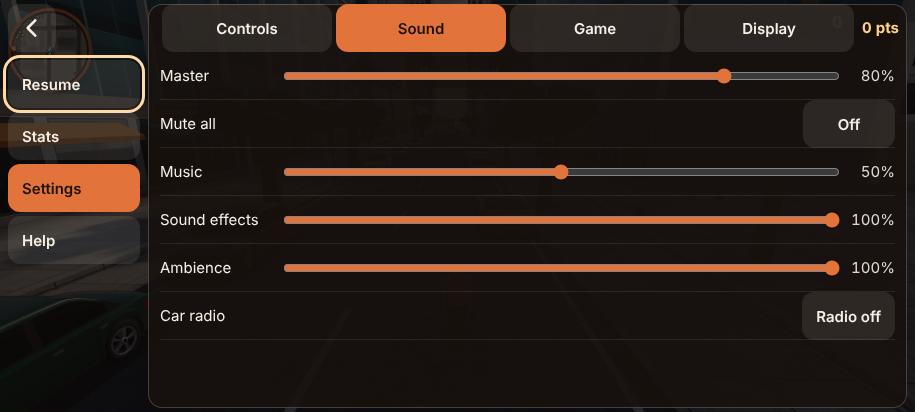 Controls
Sound
Game
Display
0 pts
Resume
Stats
Settings
Help
Master
80%
Mute all
Off
Music
50%
Sound effects
100%
Ambience
100%
Car radio
Radio off